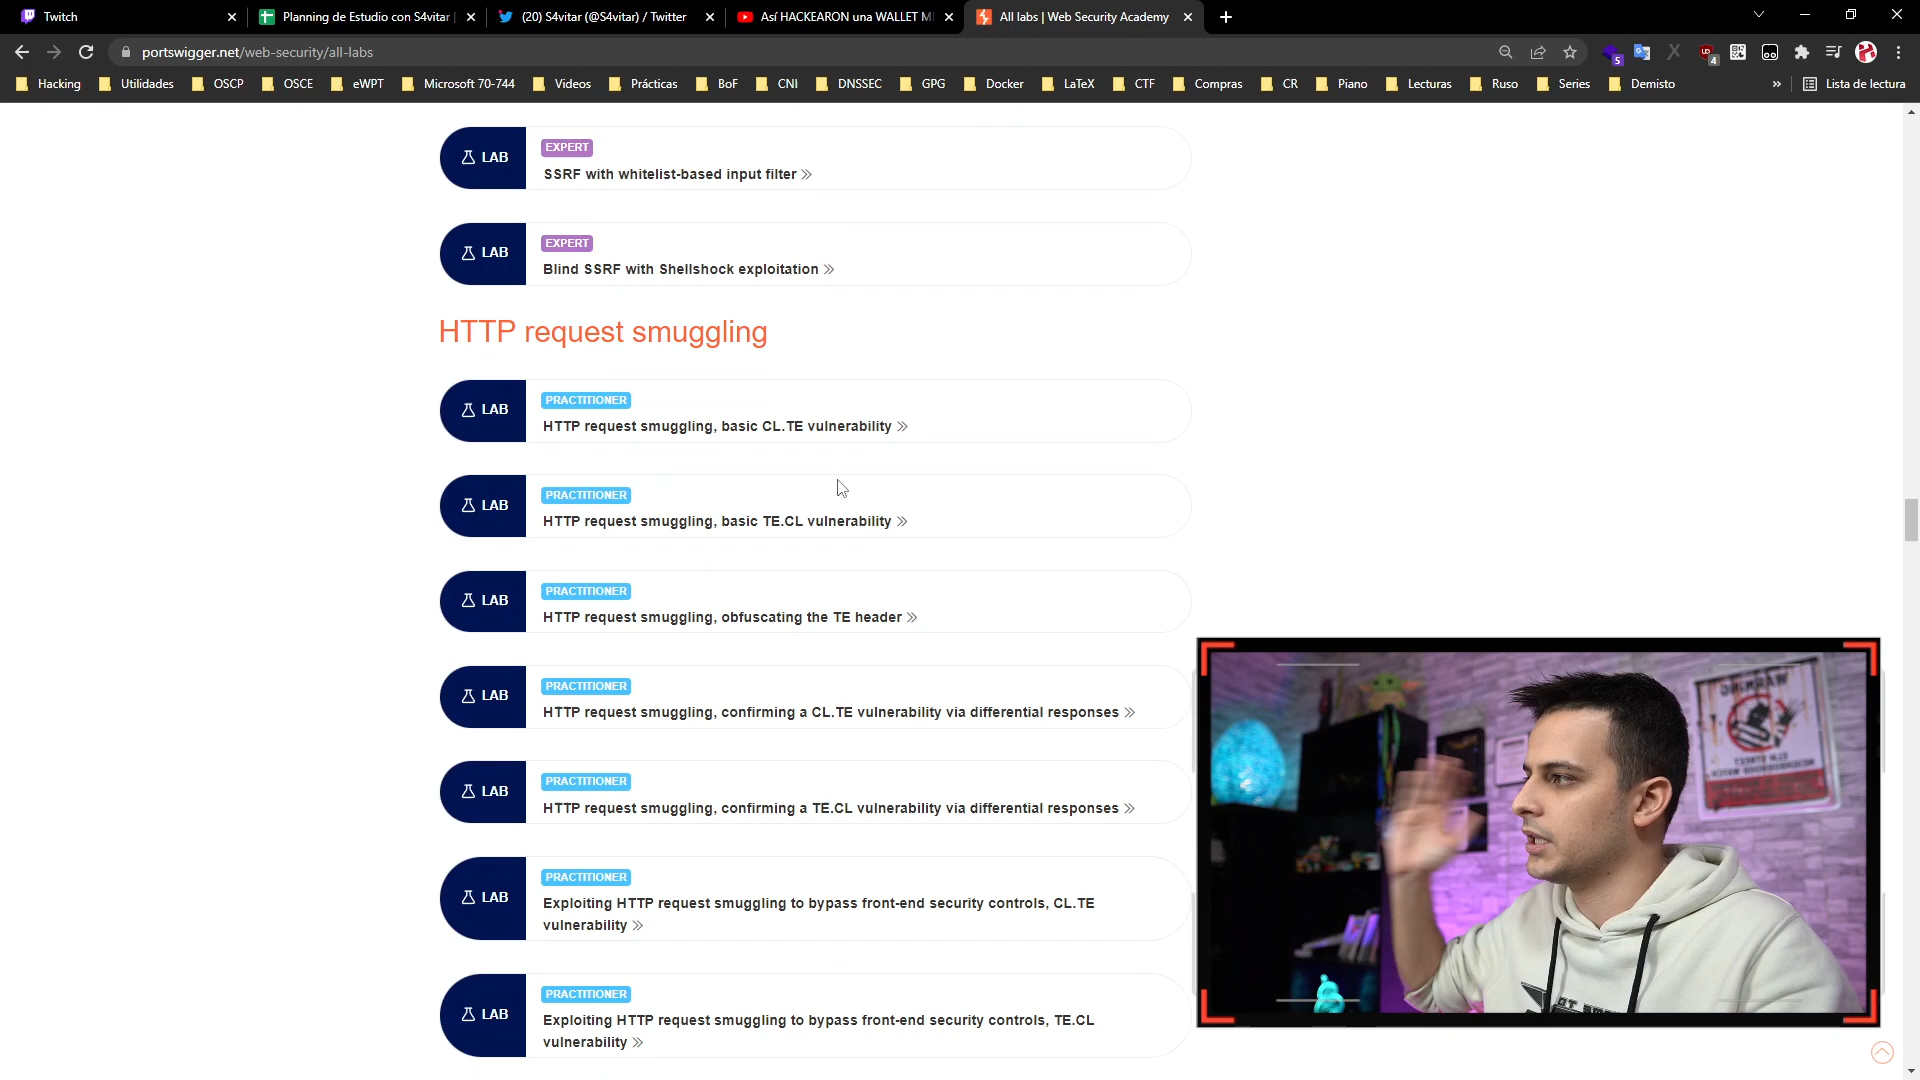 Twitch
Planning de Estudio con S4vitar
(20) S4vitar (@S4vitar) / Twitter
Así HACKEARON una WALLET M
All labs | Web Security Academy
portswigger.net/web-security/all-labs
5
4
Hacking
Utilidades
OSCP
OSCE
eWPT
Microsoft 70-744
Videos
Prácticas
BoF
CNI
DNSSEC
GPG
Docker
LaTeX
CTF
Compras
CR
Piano
Lecturas
Ruso
Series
Demisto
»
Lista de lectura
LAB
EXPERT
SSRF with whitelist-based input filter »
LAB
EXPERT
Blind SSRF with Shellshock exploitation »
HTTP request smuggling
LAB
PRACTITIONER
HTTP request smuggling, basic CL.TE vulnerability »
LAB
PRACTITIONER
HTTP request smuggling, basic TE.CL vulnerability »
LAB
PRACTITIONER
HTTP request smuggling, obfuscating the TE header »
LAB
PRACTITIONER
HTTP request smuggling, confirming a CL.TE vulnerability via differential responses »
LAB
PRACTITIONER
HTTP request smuggling, confirming a TE.CL vulnerability via differential responses »
LAB
PRACTITIONER
Exploiting HTTP request smuggling to bypass front-end security controls, CL.TE
vulnerability »
LAB
PRACTITIONER
Exploiting HTTP request smuggling to bypass front-end security controls, TE.CL
vulnerability »
WARNING